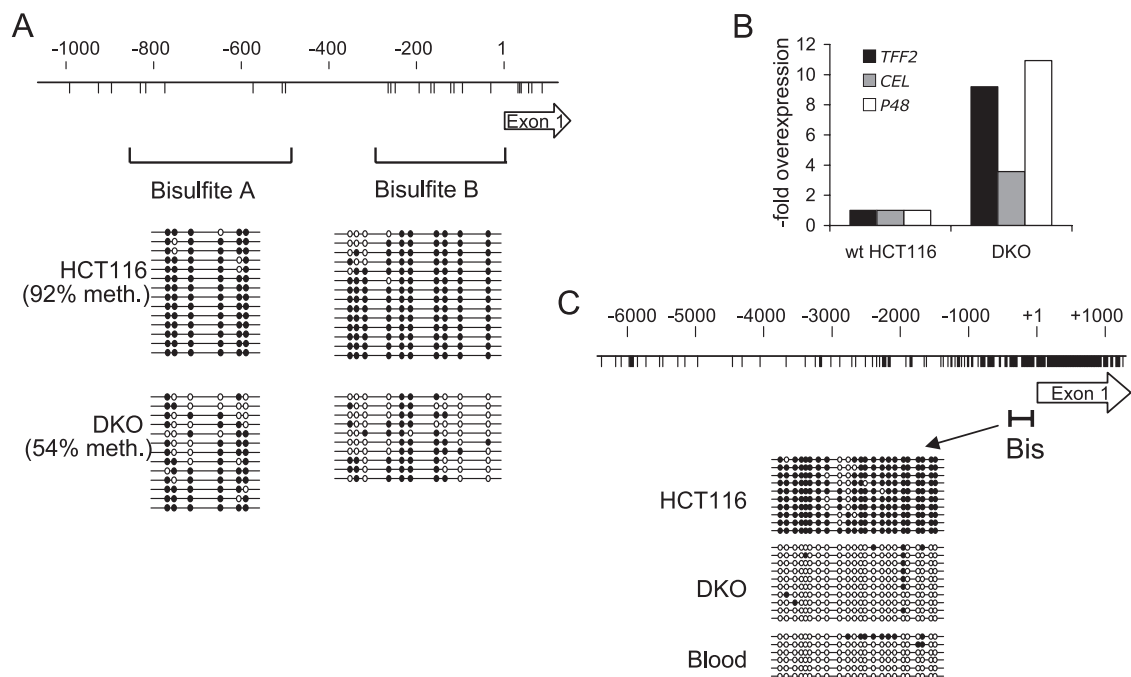 A
-1000 -800 -600 -400 -200 1
Exon 1
Bisulfite A Bisulfite B
HCT116
(92% meth.)
DKO
(54% meth.)
B
-fold overexpression
12
10
8
6
4
2
0
TFF2
CEL
P48
wt HCT116 DKO
C
-6000 -5000 -4000 -3000 -2000 -1000 +1 +1000
Exon 1
Bis
HCT116
DKO
Blood